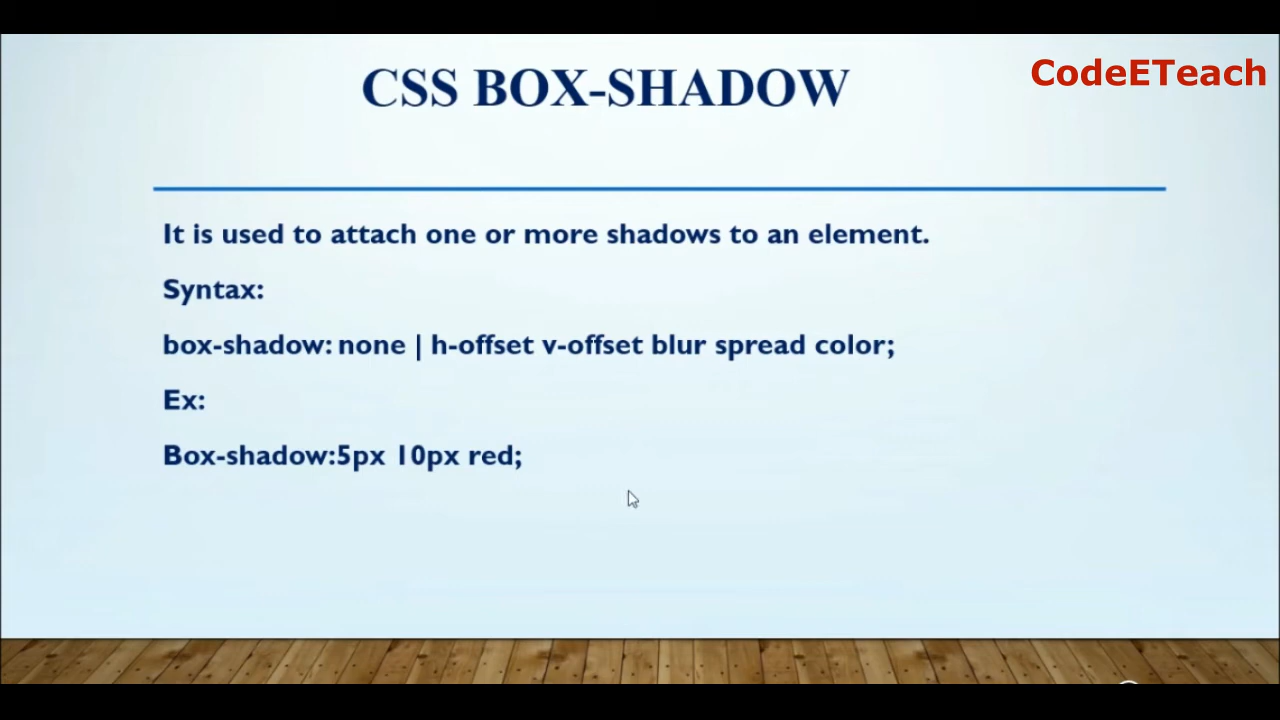 CSS BOX-SHADOW
CodeETeach
It is used to attach one or more shadows to an element.
Syntax:
box-shadow: none | h-offset v-offset blur spread color;
Ex:
Box-shadow:5px 10px red;